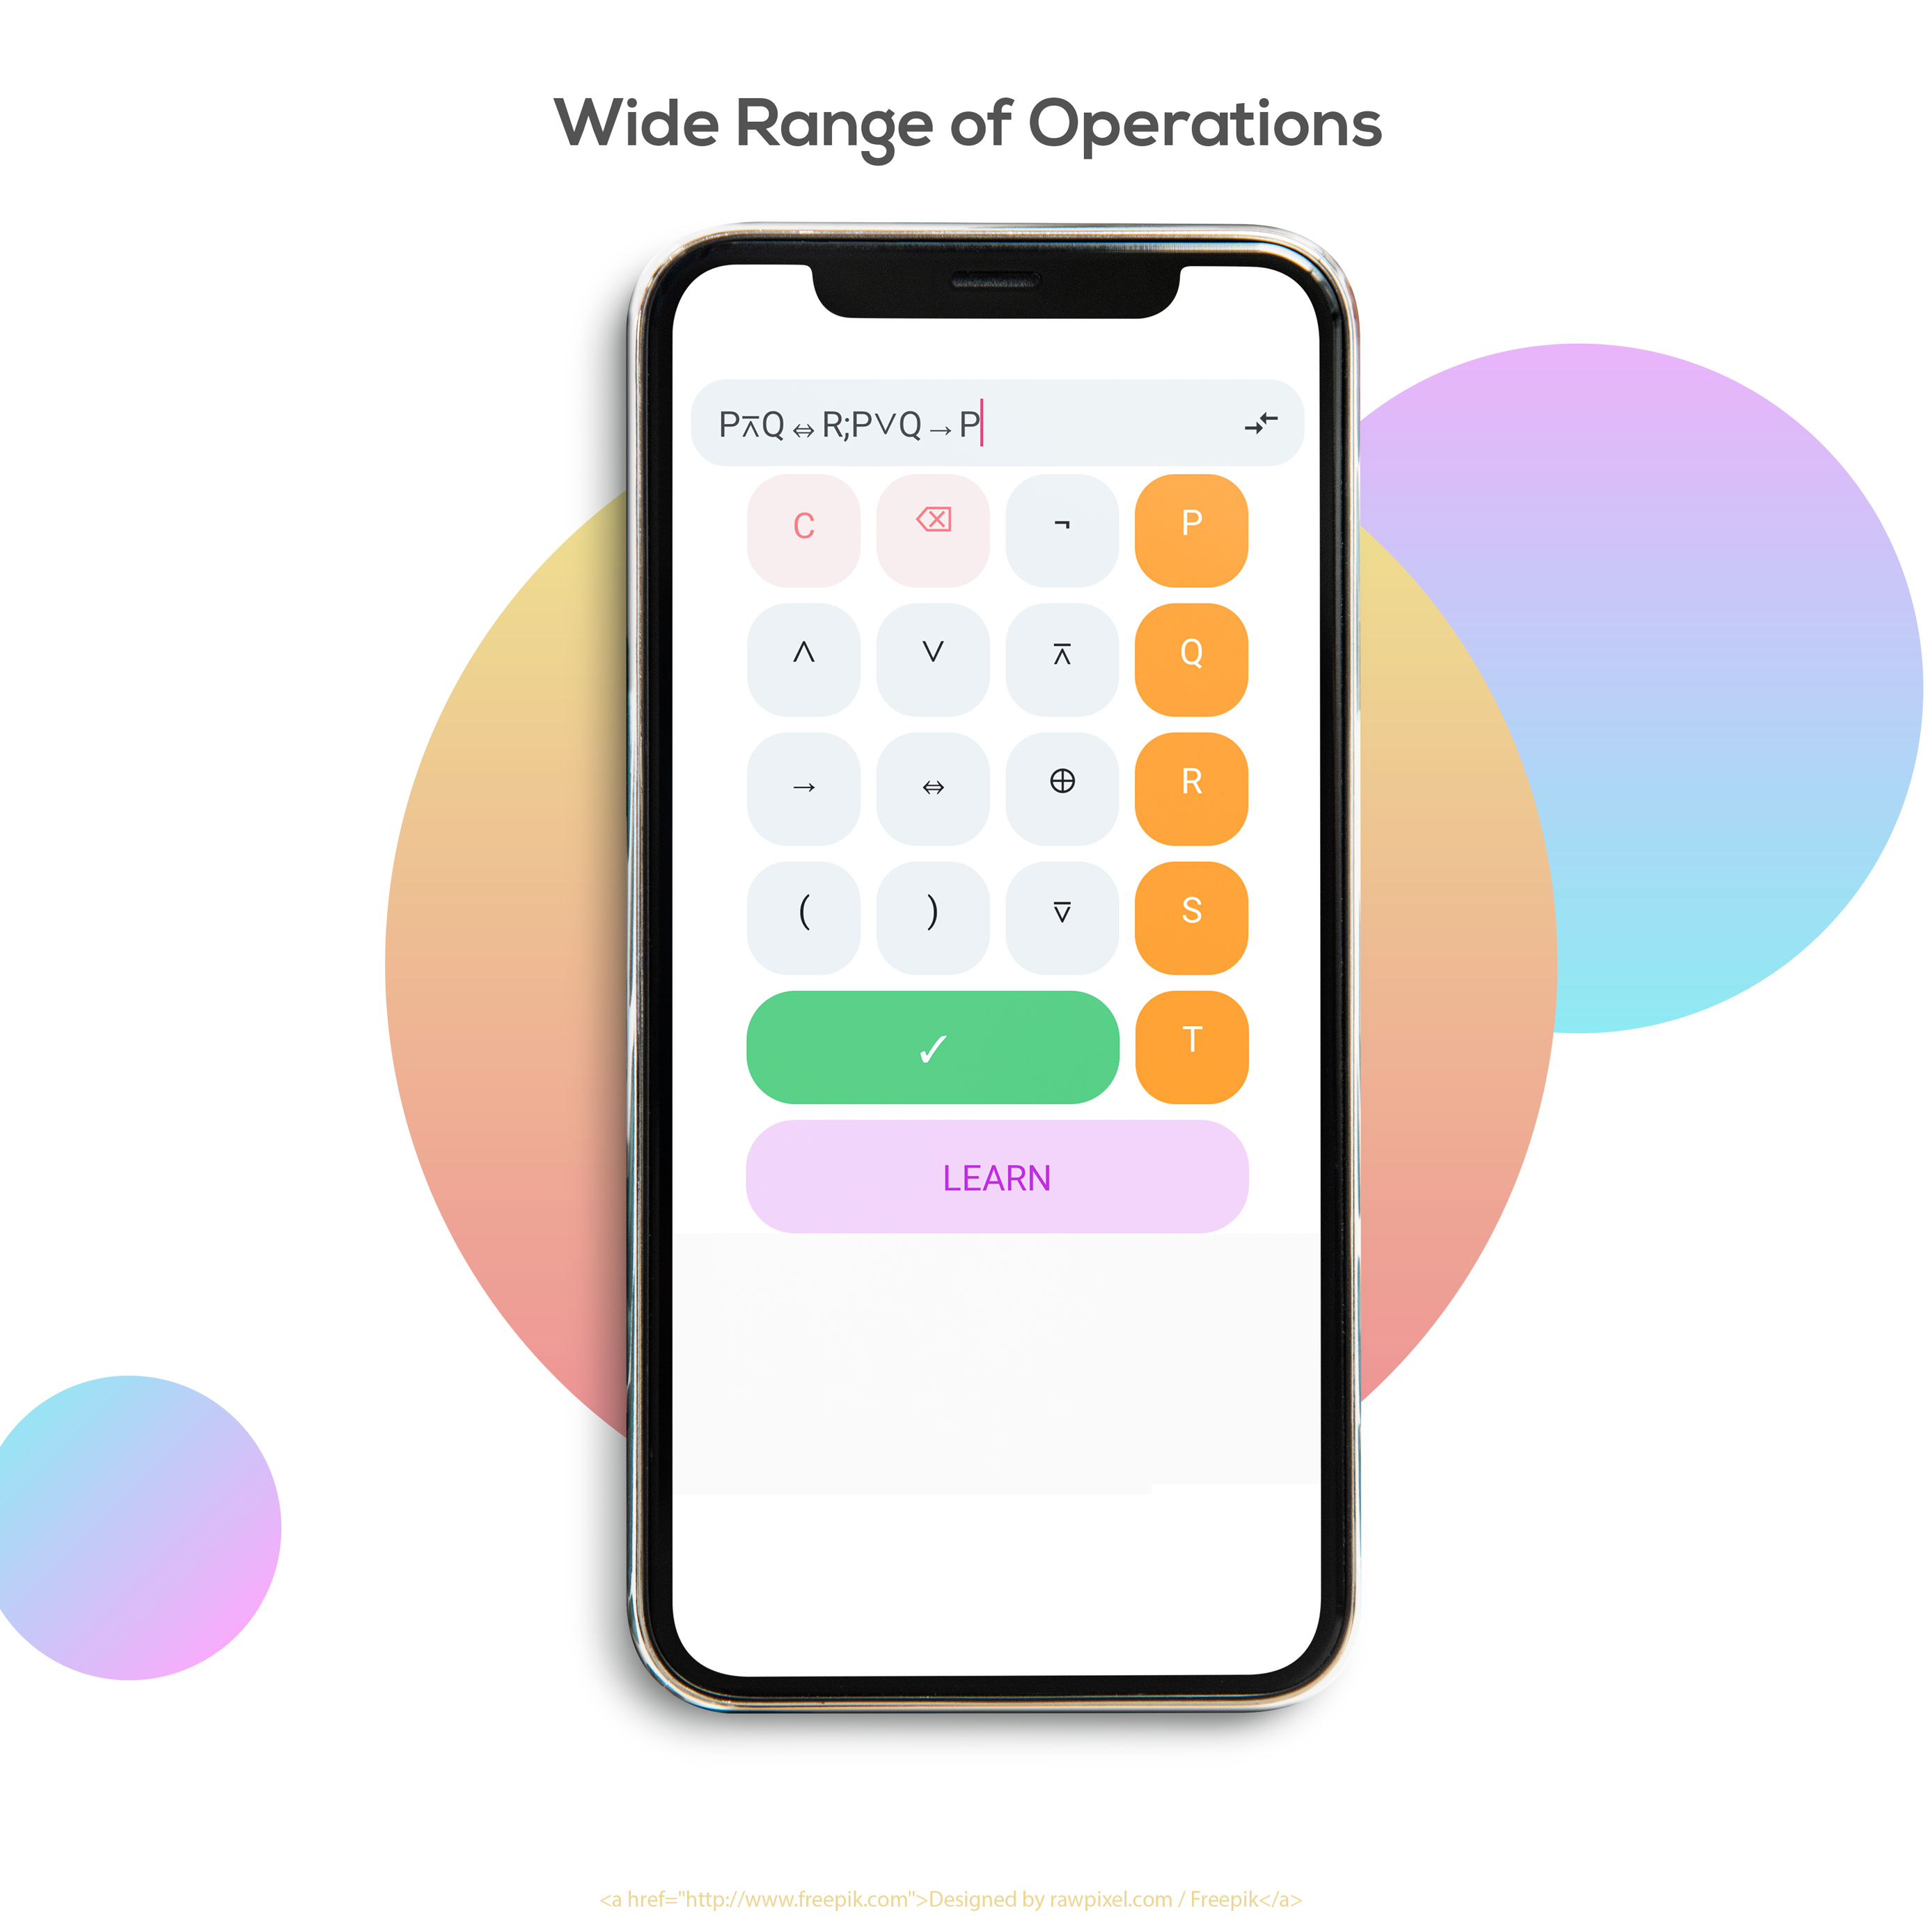 Wide Range of Operations
P⊼Q⇔R;P∨Q→P
C ⌫ ¬ P
∧ ∨ ⊼ Q
→ ⇔ ⊕ R
( ) ⊽ S
✓ T
LEARN
<a href="http://www.freepik.com">Designed by rawpixel.com / Freepik</a>